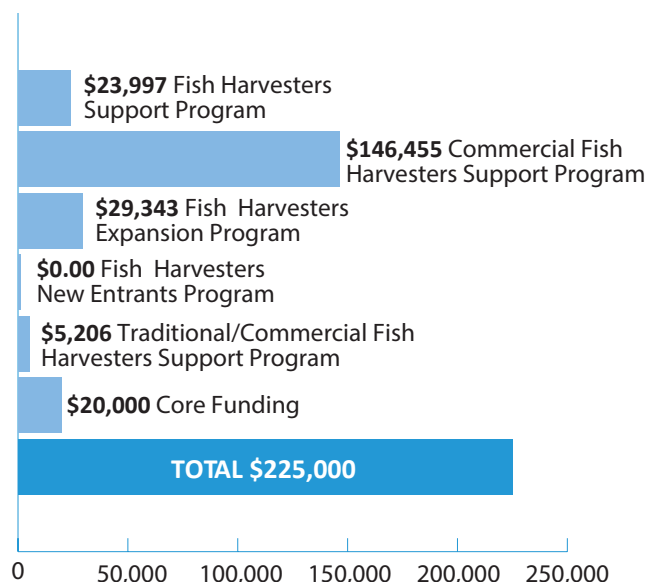 $23,997 Fish Harvesters
Support Program
$146,455 Commercial Fish
Harvesters Support Program
$29,343 Fish Harvesters
Expansion Program
$0.00 Fish Harvesters
New Entrants Program
$5,206 Traditional/Commercial Fish
Harvesters Support Program
$20,000 Core Funding
TOTAL $225,000
0 50,000 100,000 150,000 200,000 250,000